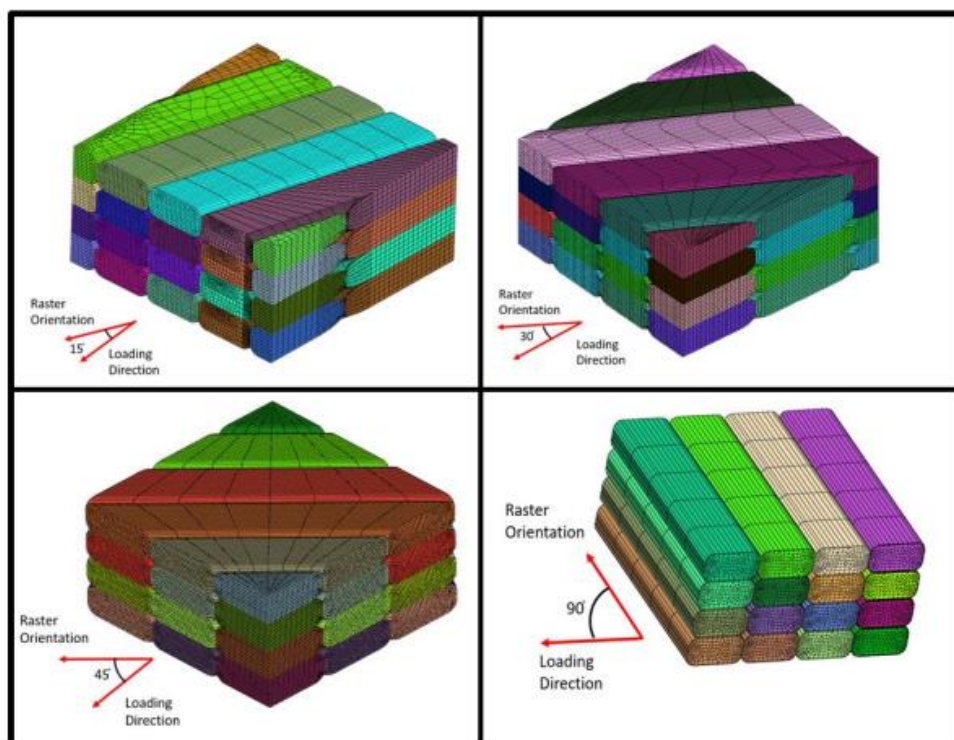 Raster
Orientation
15°
Loading
Direction
Raster
Orientation
30°
Loading
Direction
Raster
Orientation
45°
Loading
Direction
Raster
Orientation
90°
Loading
Direction